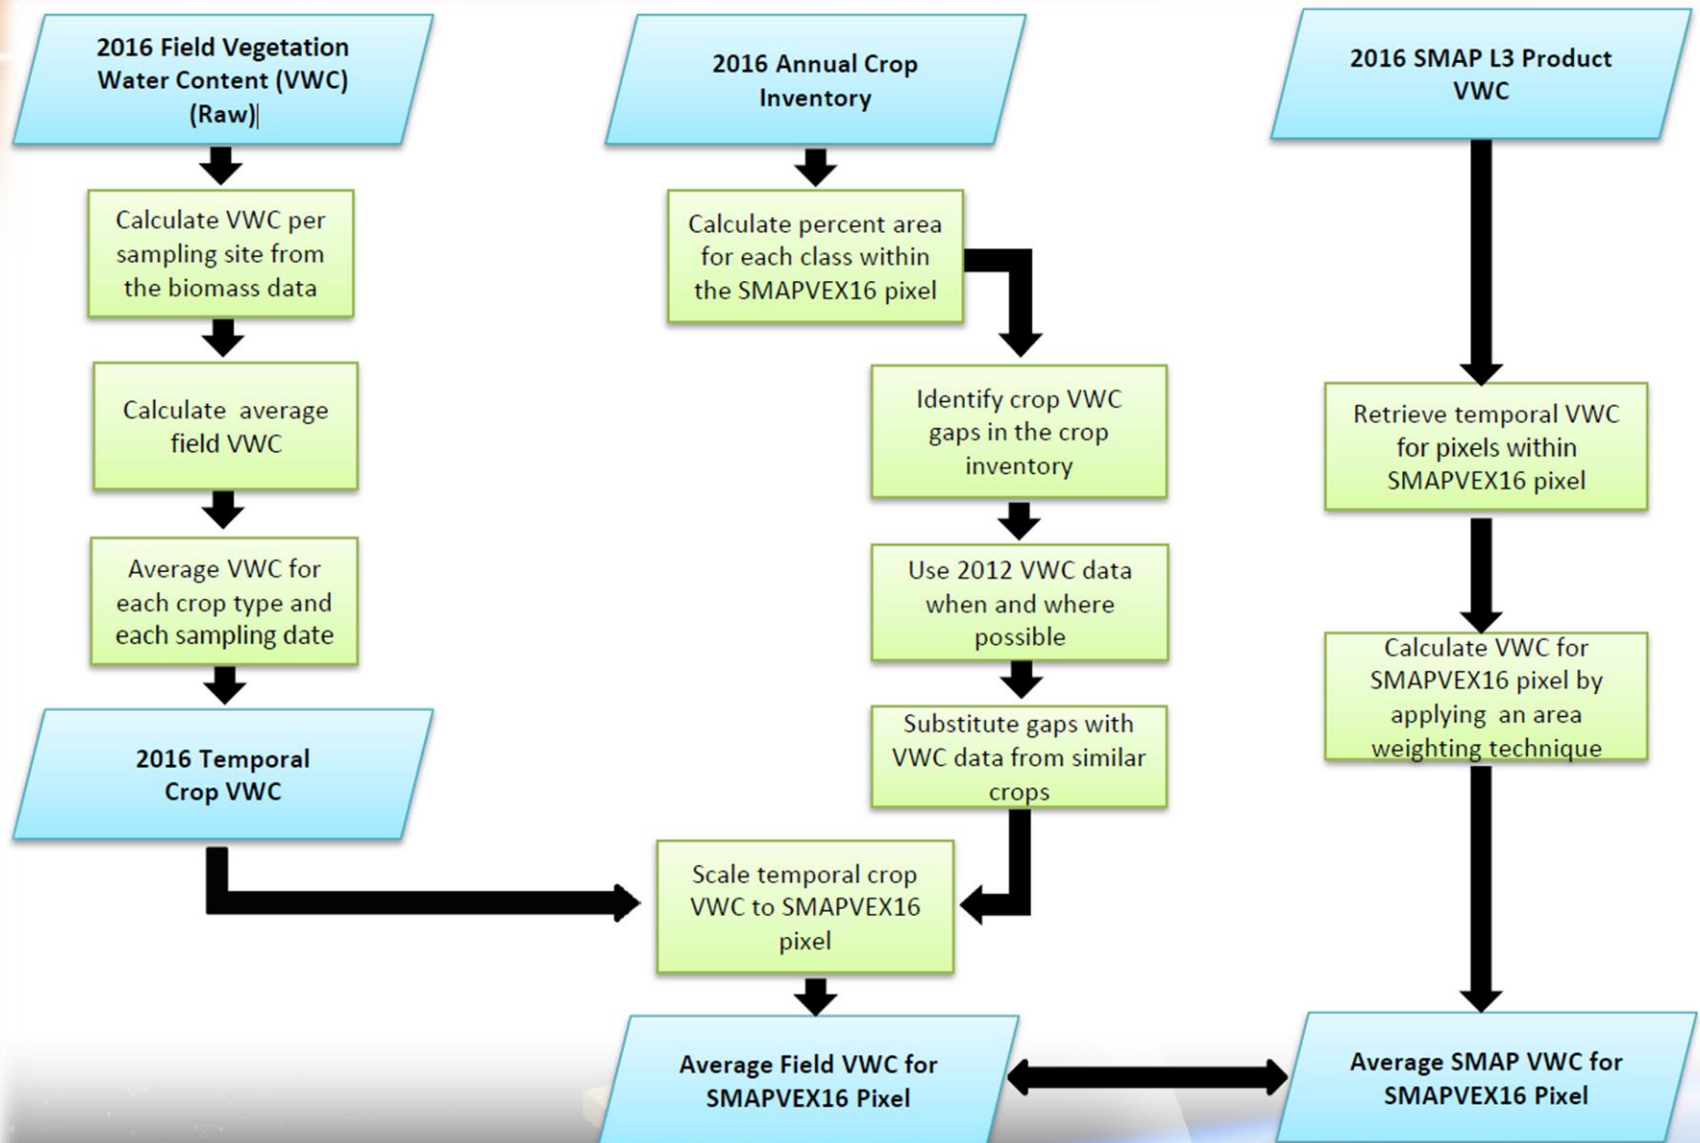 2016 Field Vegetation
Water Content (VWC)
(Raw)
Calculate VWC per
sampling site from
the biomass data
Calculate average
field VWC
Average VWC for
each crop type and
each sampling date
2016 Temporal
Crop VWC
2016 Annual Crop
Inventory
Calculate percent area
for each class within
the SMAPVEX16 pixel
Identify crop VWC
gaps in the crop
inventory
Use 2012 VWC data
when and where
possible
Substitute gaps with
VWC data from similar
crops
Scale temporal crop
VWC to SMAPVEX16
pixel
Average Field VWC for
SMAPVEX16 Pixel
2016 SMAP L3 Product
VWC
Retrieve temporal VWC
for pixels within
SMAPVEX16 pixel
Calculate VWC for
SMAPVEX16 pixel by
applying an area
weighting technique
Average SMAP VWC for
SMAPVEX16 Pixel